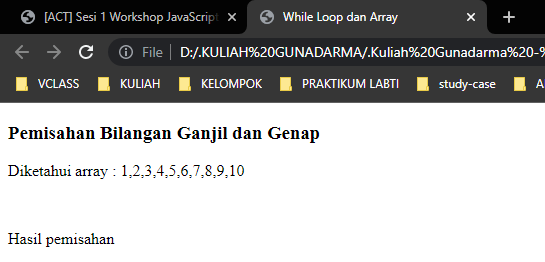 [ACT] Sesi 1 Workshop JavaScript
While Loop dan Array
File
D:/.KULIAH%20GUNADARMA/.Kuliah%20Gunadarma%20-%
VCLASS
KULIAH
KELOMPOK
PRAKTIKUM LABTI
study-case
A
Pemisahan Bilangan Ganjil dan Genap
Diketahui array : 1,2,3,4,5,6,7,8,9,10
Hasil pemisahan